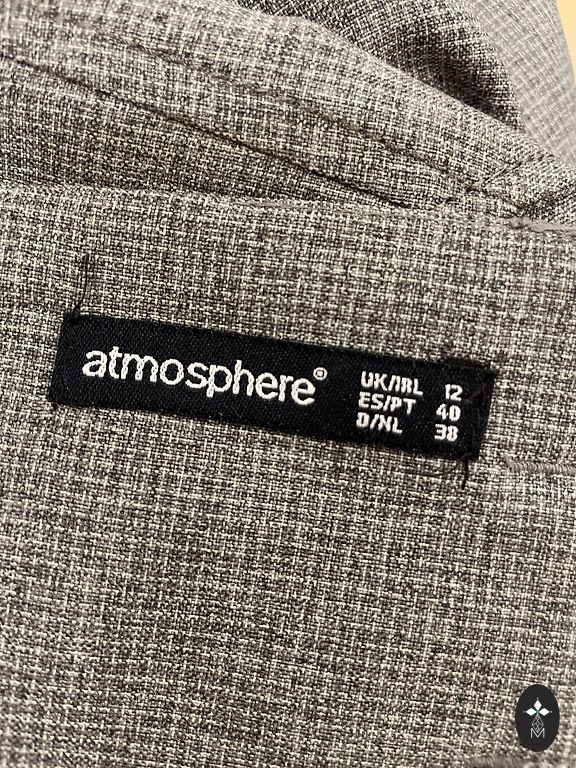 atmosphere®
UK/IRL 12
ES/PT 40
D/NL 38
M